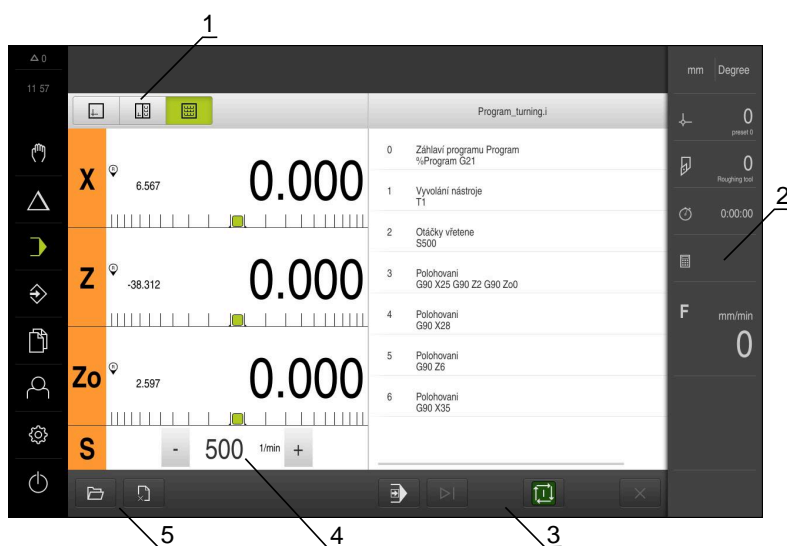 1
△ 0
11 57
mm Degree
Program_turning.i
0
preset 0
0
Roughing tool
0:00:00
2
F mm/min
0
X R 6.567 0.000
Z R -38.312 0.000
Zo R 2.597 0.000
S - 500 1/min +
0 Záhlaví programu Program
%Program G21
1 Vyvolání nástroje
T1
2 Otáčky vřetene
S500
3 Polohovani
G90 X25 G90 Z2 G90 Zo0
4 Polohovani
G90 X28
5 Polohovani
G90 Z6
6 Polohovani
G90 X35
5
4
3